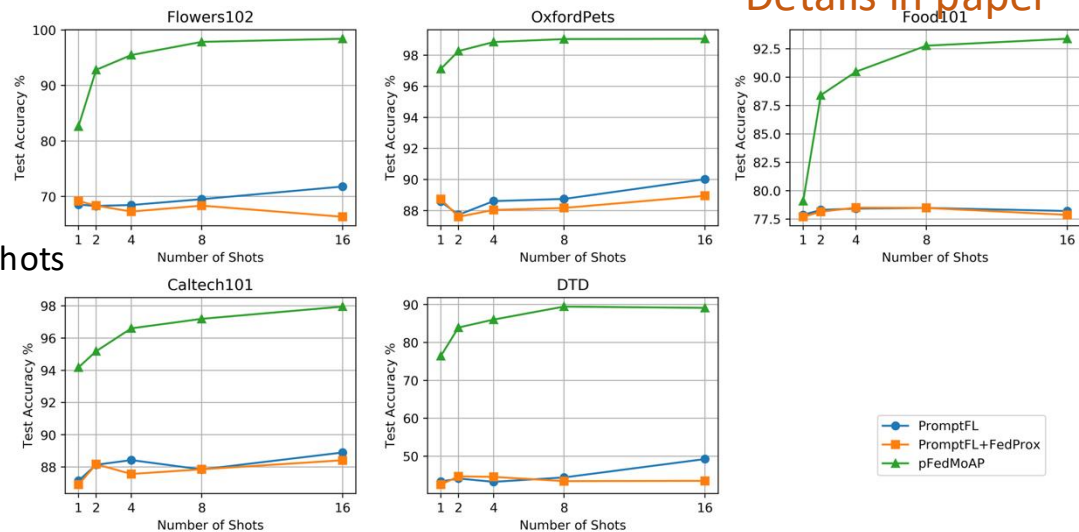 Details in paper
Flowers102
OxfordPets
Food101
100
90
80
70
Test Accuracy %
1 2 4 8 16
Number of Shots
98
96
94
92
90
88
Test Accuracy %
1 2 4 8 16
Number of Shots
92.5
90.0
87.5
85.0
82.5
80.0
77.5
Test Accuracy %
1 2 4 8 16
Number of Shots
hots
Caltech101
DTD
98
96
94
92
90
88
Test Accuracy %
1 2 4 8 16
Number of Shots
90
80
70
60
50
Test Accuracy %
1 2 4 8 16
Number of Shots
PromptFL
PromptFL+FedProx
pFedMoAP